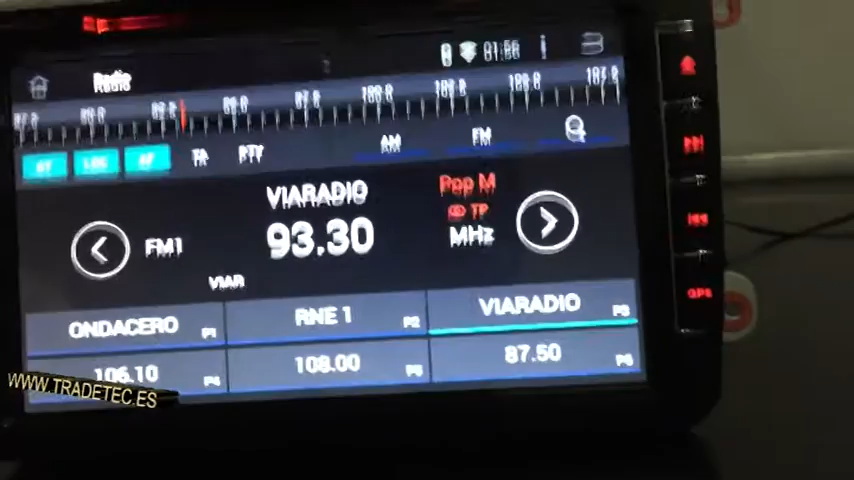 Radio 01:56
87.5 90.0 92.5 95.0 97.5 100.0 102.5 105.0 107.5
ST LOC AF TA PTY AM FM
VIARADIO Pop M
TP
FM1 93.30 MHz
VIAR
ONDACERO P1 RNE 1 P2 VIARADIO P3
106.10 P4 108.00 P5 87.50 P6
WWW.TRADETEC.ES
GPS